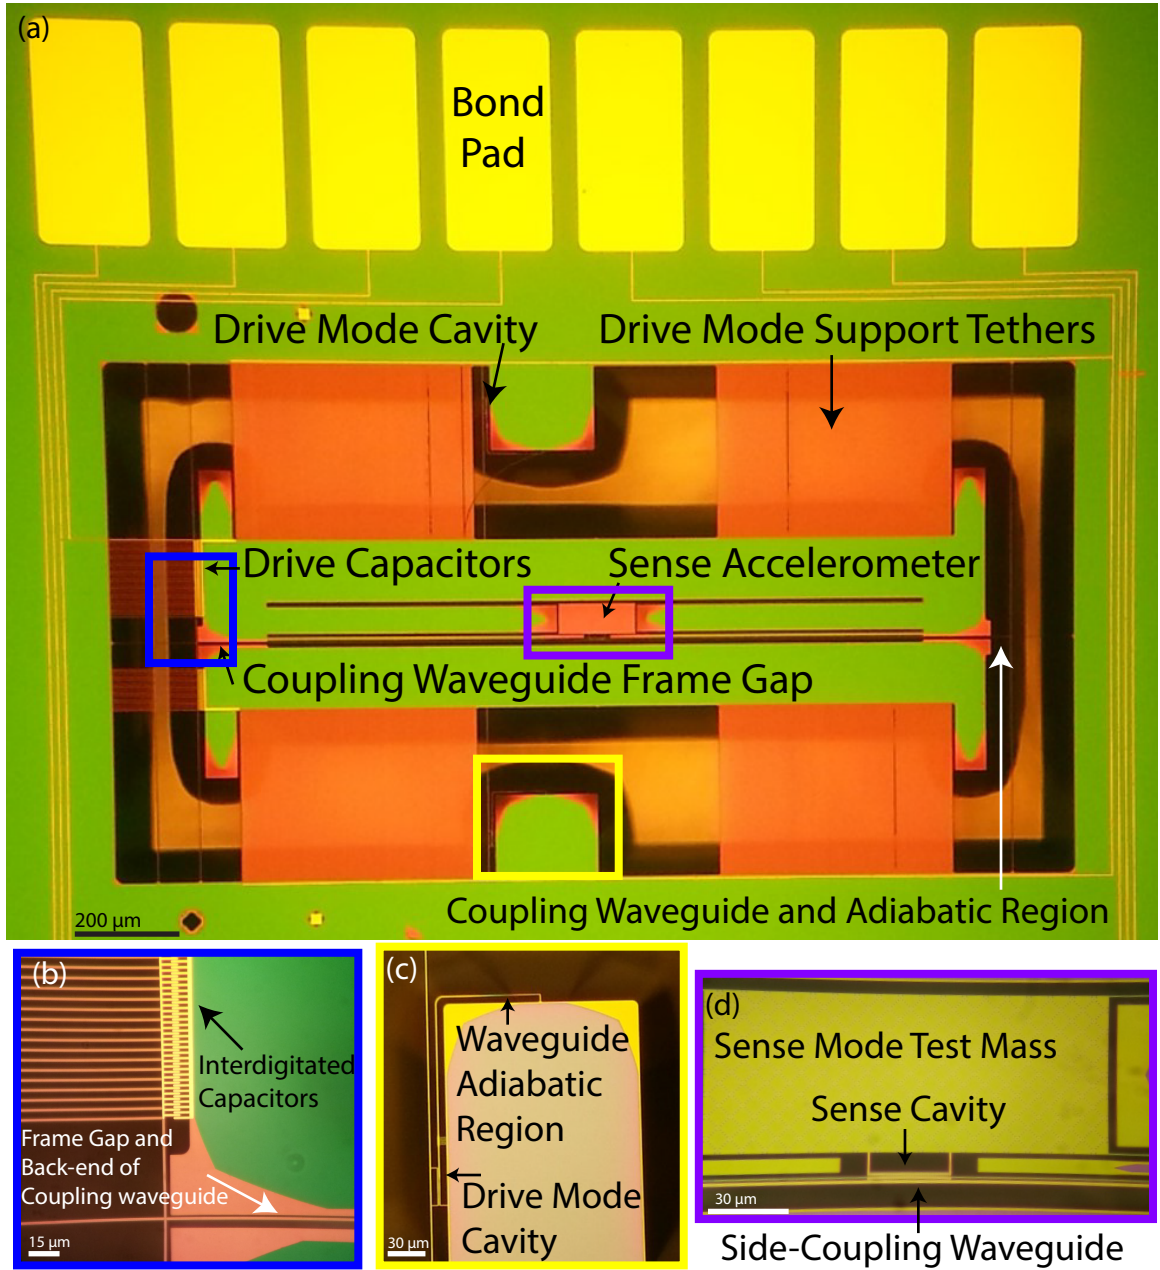 (a)
Bond
Pad
Drive Mode Cavity
Drive Mode Support Tethers
Drive Capacitors
Sense Accelerometer
Coupling Waveguide Frame Gap
Coupling Waveguide and Adiabatic Region
200 µm
(b)
Interdigitated
Capacitors
Frame Gap and
Back-end of
Coupling waveguide
15 µm
(c)
Waveguide
Adiabatic
Region
Drive Mode
Cavity
30 µm
(d)
Sense Mode Test Mass
Sense Cavity
30 µm
Side-Coupling Waveguide